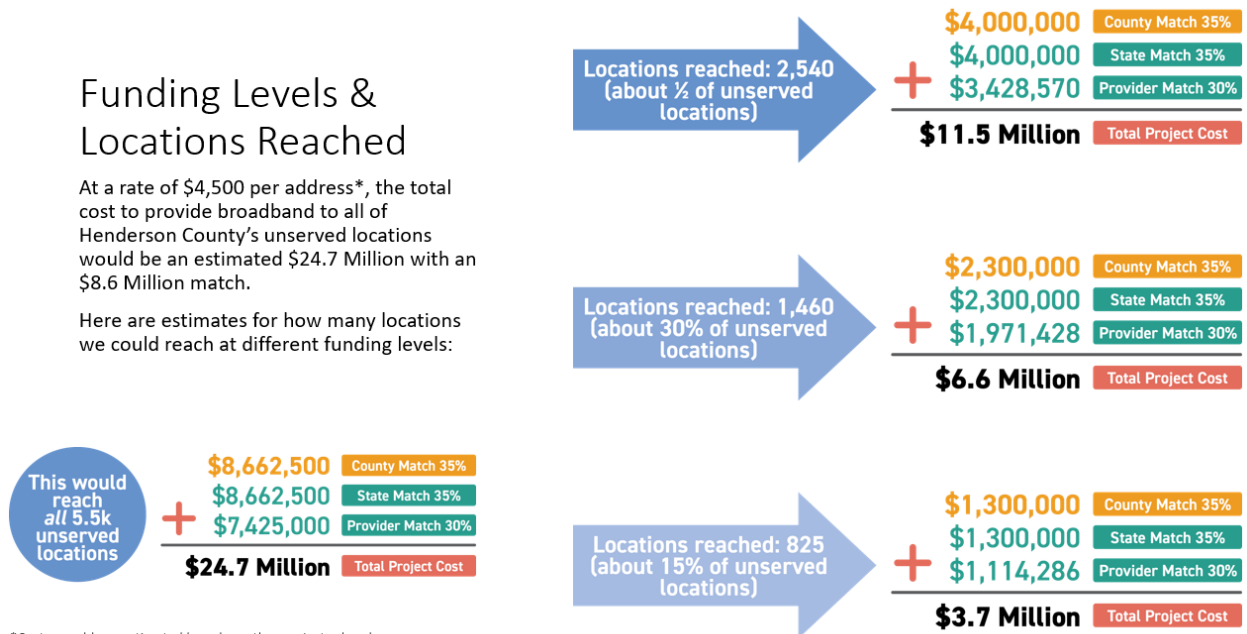 Funding Levels &
Locations Reached
At a rate of $4,500 per address*, the total
cost to provide broadband to all of
Henderson County’s unserved locations
would be an estimated $24.7 Million with an
$8.6 Million match.
Here are estimates for how many locations
we could reach at different funding levels:
This would
reach
all 5.5k
unserved
locations
$8,662,500 County Match 35%
$8,662,500 State Match 35%
+ $7,425,000 Provider Match 30%
$24.7 Million Total Project Cost
Locations reached: 2,540
(about ½ of unserved
locations)
$4,000,000 County Match 35%
$4,000,000 State Match 35%
+ $3,428,570 Provider Match 30%
$11.5 Million Total Project Cost
Locations reached: 1,460
(about 30% of unserved
locations)
$2,300,000 County Match 35%
$2,300,000 State Match 35%
+ $1,971,428 Provider Match 30%
$6.6 Million Total Project Cost
Locations reached: 825
(about 15% of unserved
locations)
$1,300,000 County Match 35%
$1,300,000 State Match 35%
+ $1,114,286 Provider Match 30%
$3.7 Million Total Project Cost